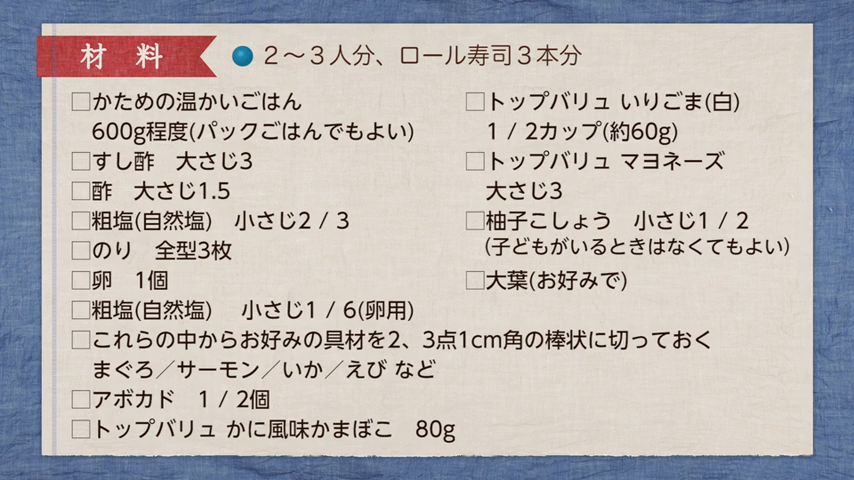 材 料
2～3人分、ロール寿司3本分
□かための温かいごはん
600g程度(パックごはんでもよい)
□すし酢 大さじ3
□酢 大さじ1.5
□粗塩(自然塩) 小さじ2 / 3
□のり 全型3枚
□卵 1個
□粗塩(自然塩) 小さじ1 / 6(卵用)
□これらの中からお好みの具材を2、3点1cm角の棒状に切っておく
まぐろ／サーモン／いか／えび など
□アボカド 1 / 2個
□トップバリュ かに風味かまぼこ 80g
□トップバリュ いりごま(白)
1 / 2カップ(約60g)
□トップバリュ マヨネーズ
大さじ3
□柚子こしょう 小さじ1 / 2
(子どもがいるときはなくてもよい)
□大葉(お好みで)